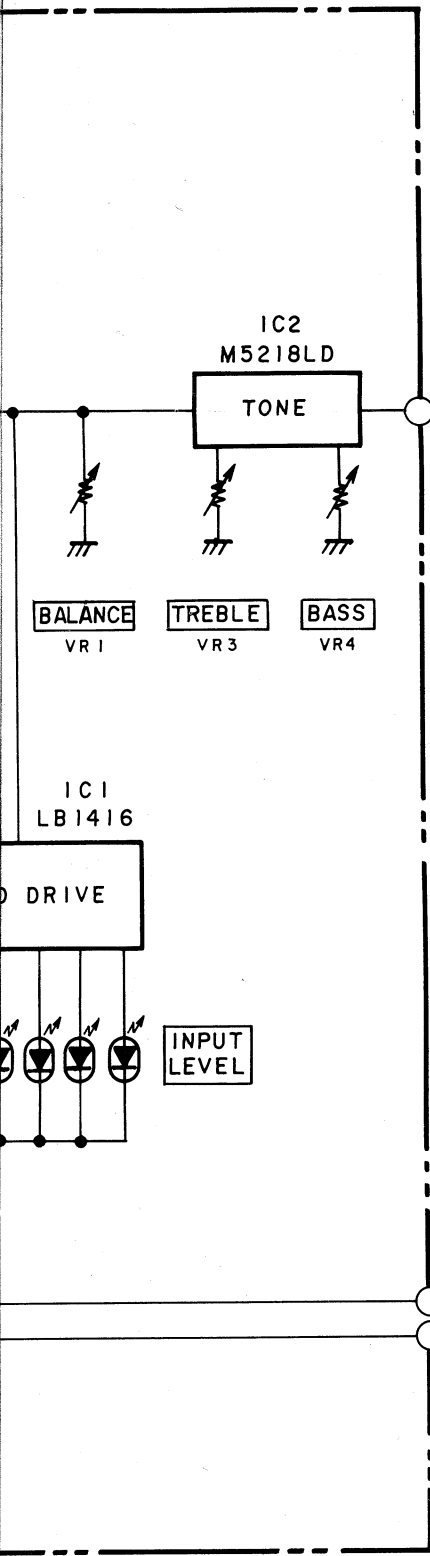 IC2
M5218LD
TONE
BALANCE
TREBLE
BASS
VR1
VR3
VR4
IC1
LB1416
DRIVE
INPUT
LEVEL